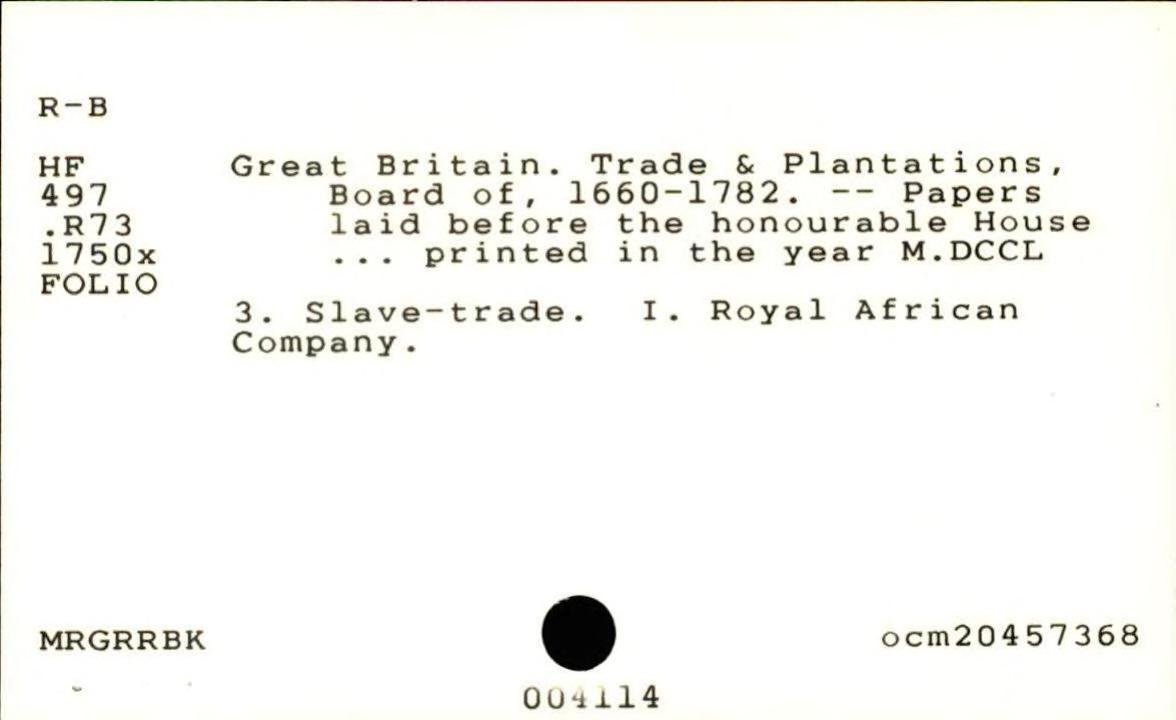 R-B
HF
497
.R73
1750x
FOLIO
Great Britain. Trade & Plantations,
Board of, 1660-1782. -- Papers
laid before the honourable House
... printed in the year M.DCCL
3. Slave-trade. I. Royal African
Company.
MRGRRBK
ocm20457368
004114